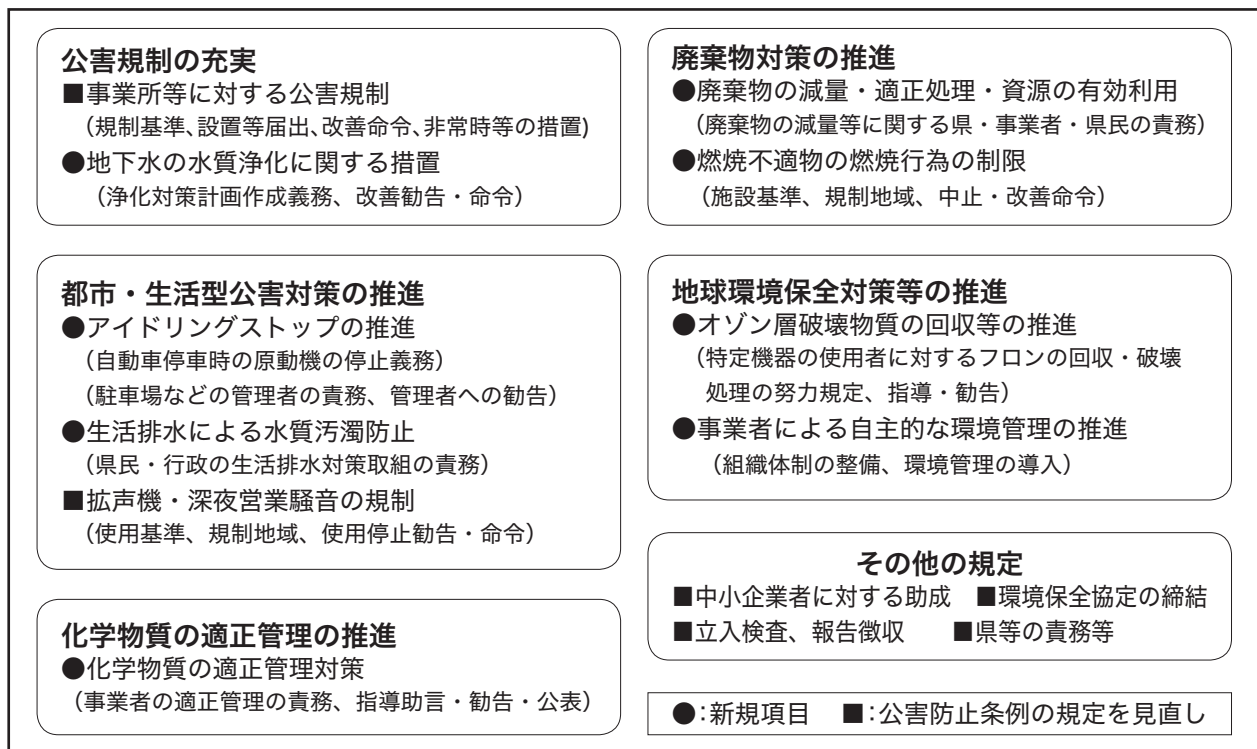 公害規制の充実
■事業所等に対する公害規制
(規制基準、設置等届出、改善命令、非常時等の措置)
●地下水の水質浄化に関する措置
(浄化対策計画作成義務、改善勧告・命令)
都市・生活型公害対策の推進
●アイドリングストップの推進
(自動車停車時の原動機の停止義務)
(駐車場などの管理者の責務、管理者への勧告)
●生活排水による水質汚濁防止
(県民・行政の生活排水対策取組の責務)
■拡声機・深夜営業騒音の規制
(使用基準、規制地域、使用停止勧告・命令)
化学物質の適正管理の推進
●化学物質の適正管理対策
(事業者の適正管理の責務、指導助言・勧告・公表)
廃棄物対策の推進
●廃棄物の減量・適正処理・資源の有効利用
(廃棄物の減量等に関する県・事業者・県民の責務)
●燃焼不適物の燃焼行為の制限
(施設基準、規制地域、中止・改善命令)
地球環境保全対策等の推進
●オゾン層破壊物質の回収等の推進
(特定機器の使用者に対するフロンの回収・破壊
処理の努力規定、指導・勧告)
●事業者による自主的な環境管理の推進
(組織体制の整備、環境管理の導入)
その他の規定
■中小企業者に対する助成 ■環境保全協定の締結
■立入検査、報告徴収 ■県等の責務等
●:新規項目 ■:公害防止条例の規定を見直し